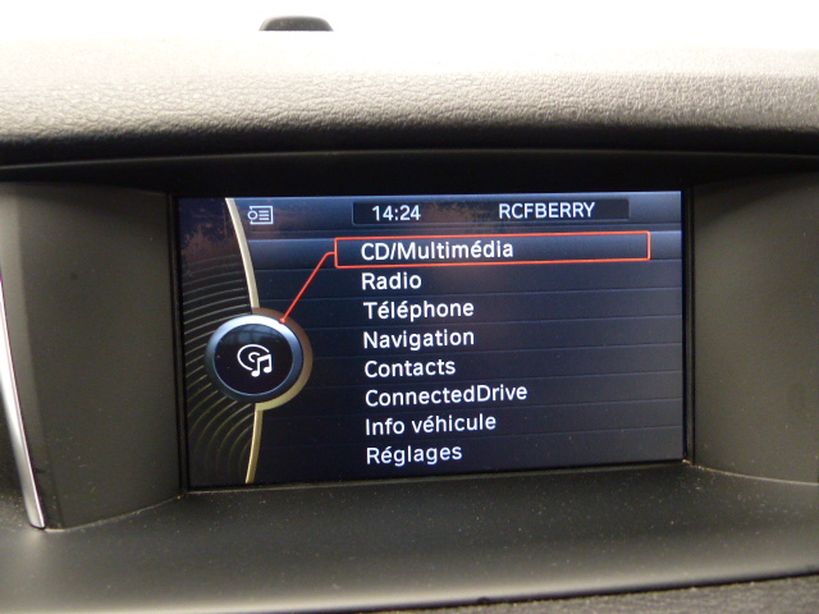 14:24 RCFBERRY
CD/Multimédia
Radio
Téléphone
Navigation
Contacts
ConnectedDrive
Info véhicule
Réglages